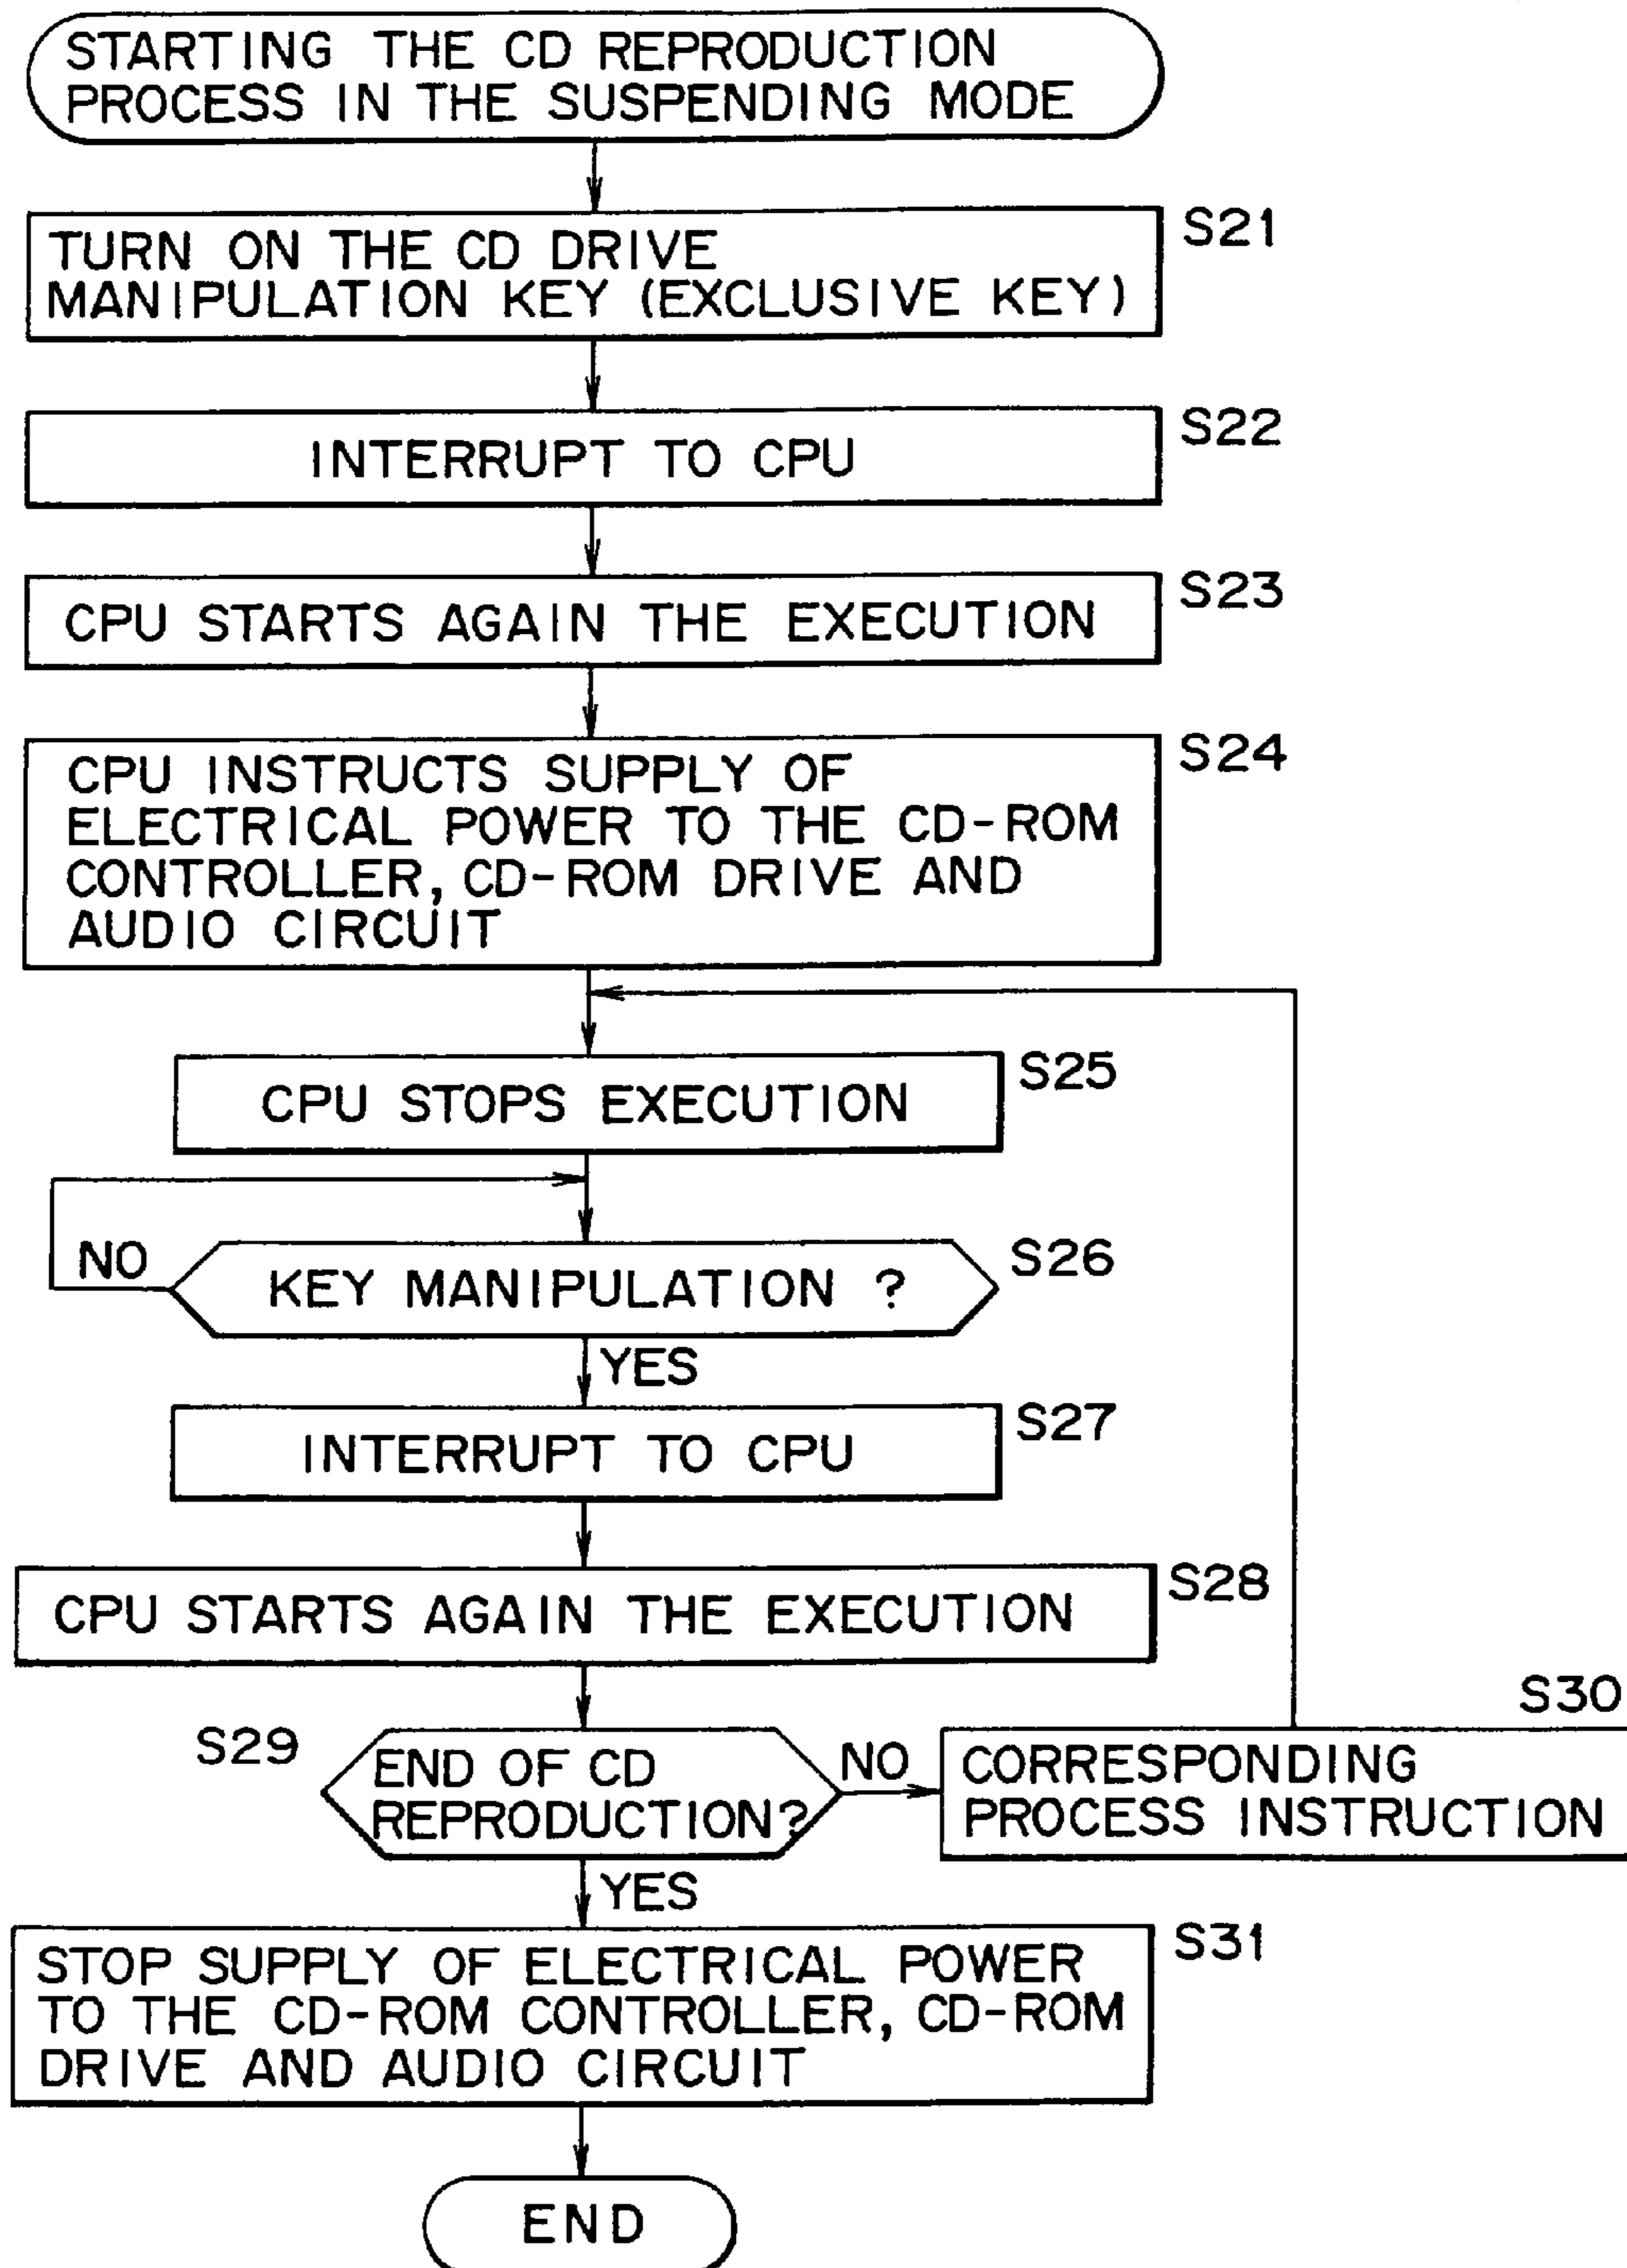 STARTING THE CD REPRODUCTION
PROCESS IN THE SUSPENDING MODE
S21
TURN ON THE CD DRIVE
MANIPULATION KEY (EXCLUSIVE KEY)
S22
INTERRUPT TO CPU
S23
CPU STARTS AGAIN THE EXECUTION
S24
CPU INSTRUCTS SUPPLY OF
ELECTRICAL POWER TO THE CD-ROM
CONTROLLER, CD-ROM DRIVE AND
AUDIO CIRCUIT
S25
CPU STOPS EXECUTION
S26
NO
KEY MANIPULATION ?
YES
S27
INTERRUPT TO CPU
S28
CPU STARTS AGAIN THE EXECUTION
S29
END OF CD
REPRODUCTION?
NO
S30
CORRESPONDING
PROCESS INSTRUCTION
YES
S31
STOP SUPPLY OF ELECTRICAL POWER
TO THE CD-ROM CONTROLLER, CD-ROM
DRIVE AND AUDIO CIRCUIT
END